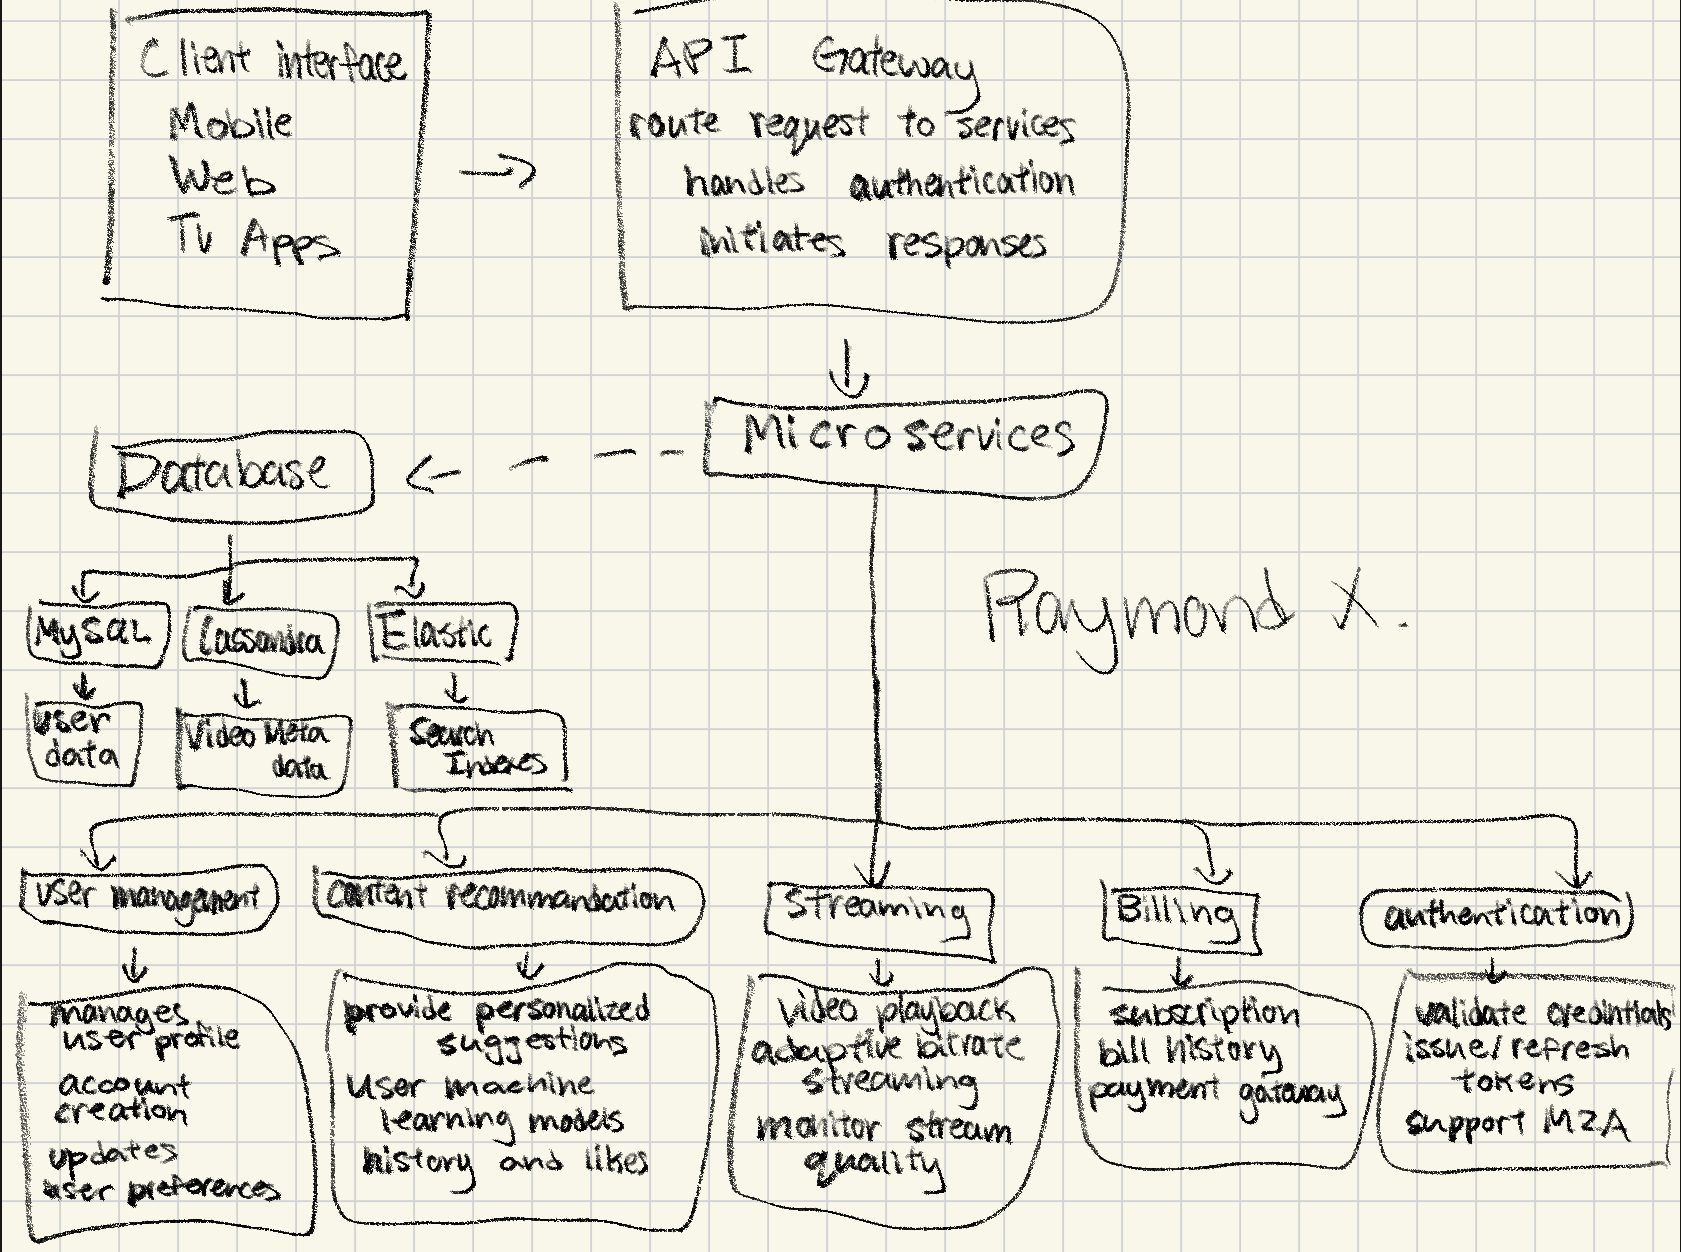 Client interface
Mobile
Web
TV Apps
API Gateway
route request to services
handles authentication
initiates responses
Microservices
Database
Raymond X.
MySQL
Cassandra
Elastic
user
data
Video Meta
data
Search
Indexes
user management
content recommandation
Streaming
Billing
authentication
manages
user profile
account
creation
updates
user preferences
provide personalized
suggestions
user machine
learning models
history and likes
video playback
adaptive bitrate
streaming
monitor stream
quality
subscription
bill history
payment gateway
validate credintials
issue/refresh
tokens
support M2A